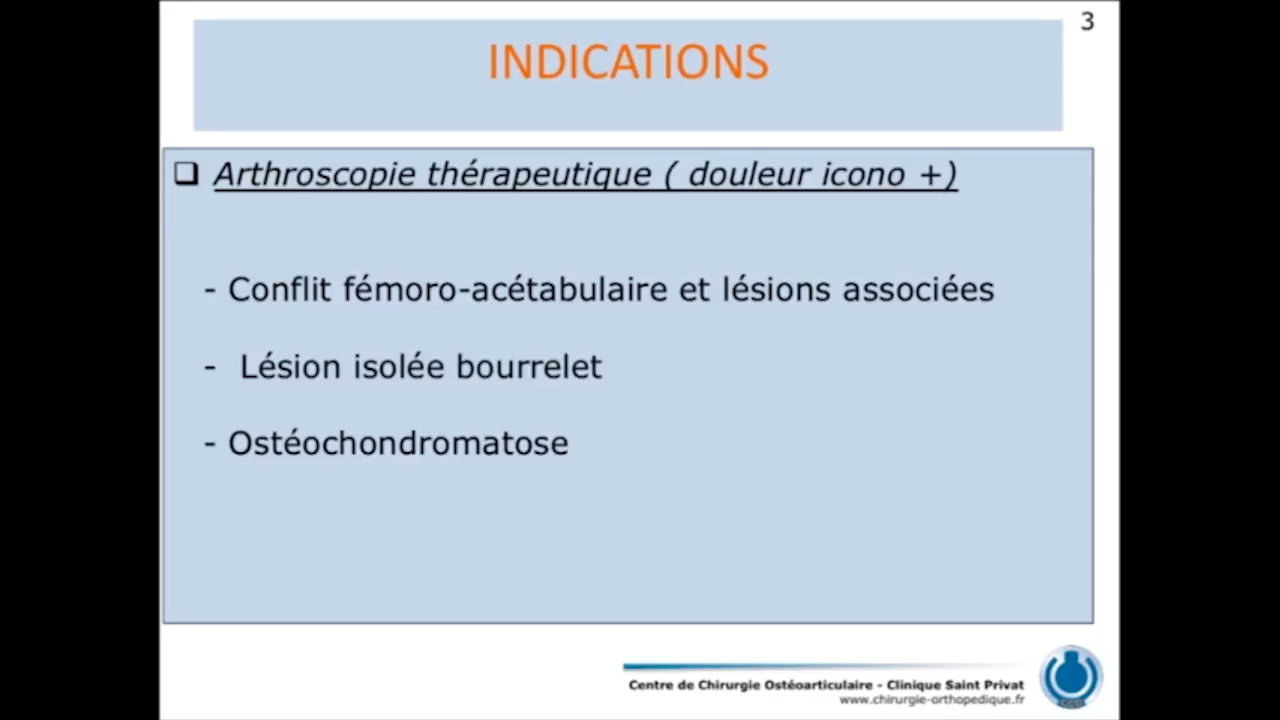 3
INDICATIONS
❑ Arthroscopie thérapeutique ( douleur icono +)
- Conflit fémoro-acétabulaire et lésions associées
- Lésion isolée bourrelet
- Ostéochondromatose
Centre de Chirurgie Ostéoarticulaire - Clinique Saint Privat
www.chirurgie-orthopedique.fr